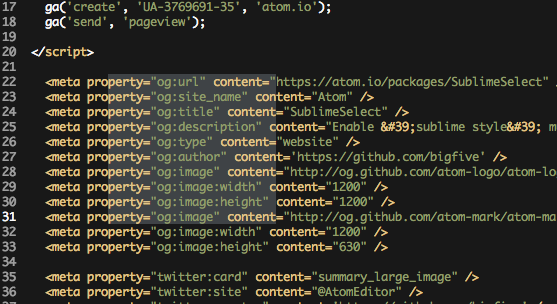 17 ga('create', 'UA-3769691-35', 'atom.io');
18 ga('send', 'pageview');
19
20 </script>
21
22 <meta property="og:url" content="https://atom.io/packages/SublimeSelect" /
23 <meta property="og:site_name" content="Atom" />
24 <meta property="og:title" content="SublimeSelect" />
25 <meta property="og:description" content="Enable &#39;sublime style&#39; m
26 <meta property="og:type" content="website" />
27 <meta property="og:author" content='https://github.com/bigfive' />
28 <meta property="og:image" content="http://og.github.com/atom-logo/atom-lo
29 <meta property="og:image:width" content="1200" />
30 <meta property="og:image:height" content="1200" />
31 <meta property="og:image" content="http://og.github.com/atom-mark/atom-ma
32 <meta property="og:image:width" content="1200" />
33 <meta property="og:image:height" content="630" />
34
35 <meta property="twitter:card" content="summary_large_image" />
36 <meta property="twitter:site" content="@AtomEditor" />